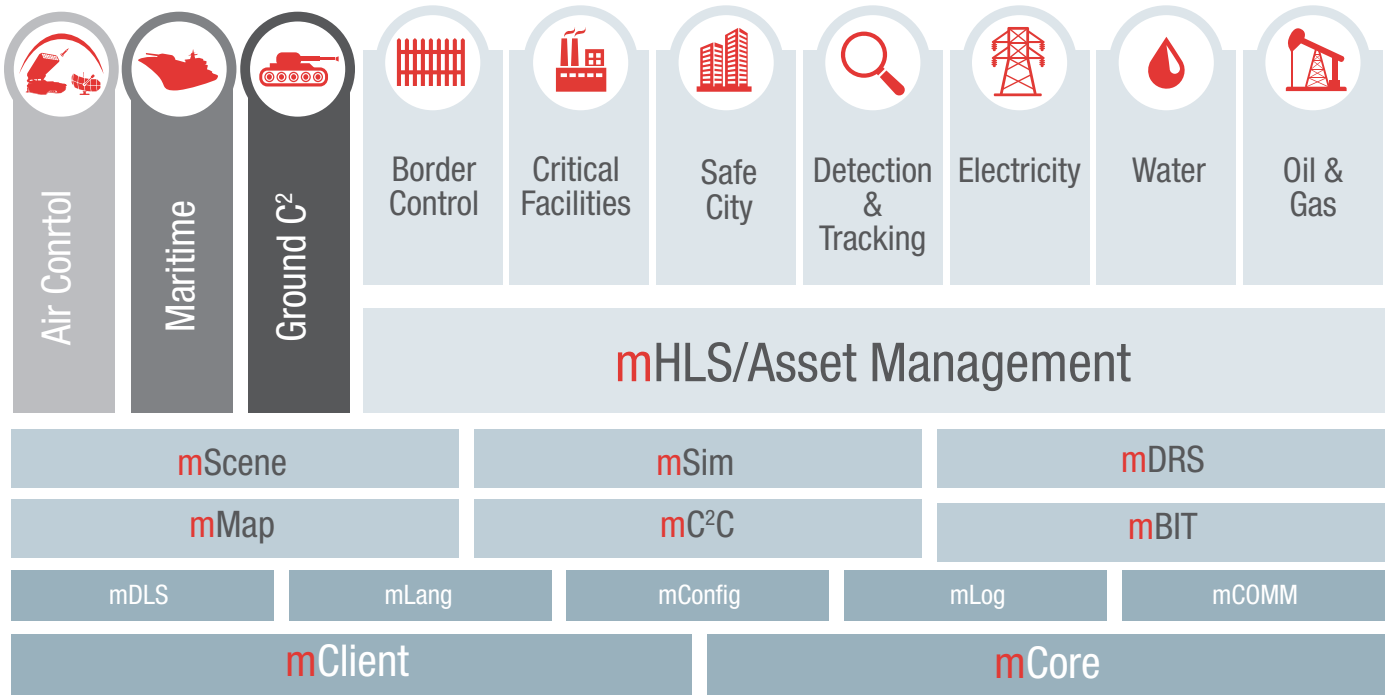 Air Conrtol
Maritime
Ground C²
Border
Control
Critical
Facilities
Safe
City
Detection
&
Tracking
Electricity
Water
Oil &
Gas
mHLS/Asset Management
mScene
mSim
mDRS
mMap
mC²C
mBIT
mDLS
mLang
mConfig
mLog
mCOMM
mClient
mCore